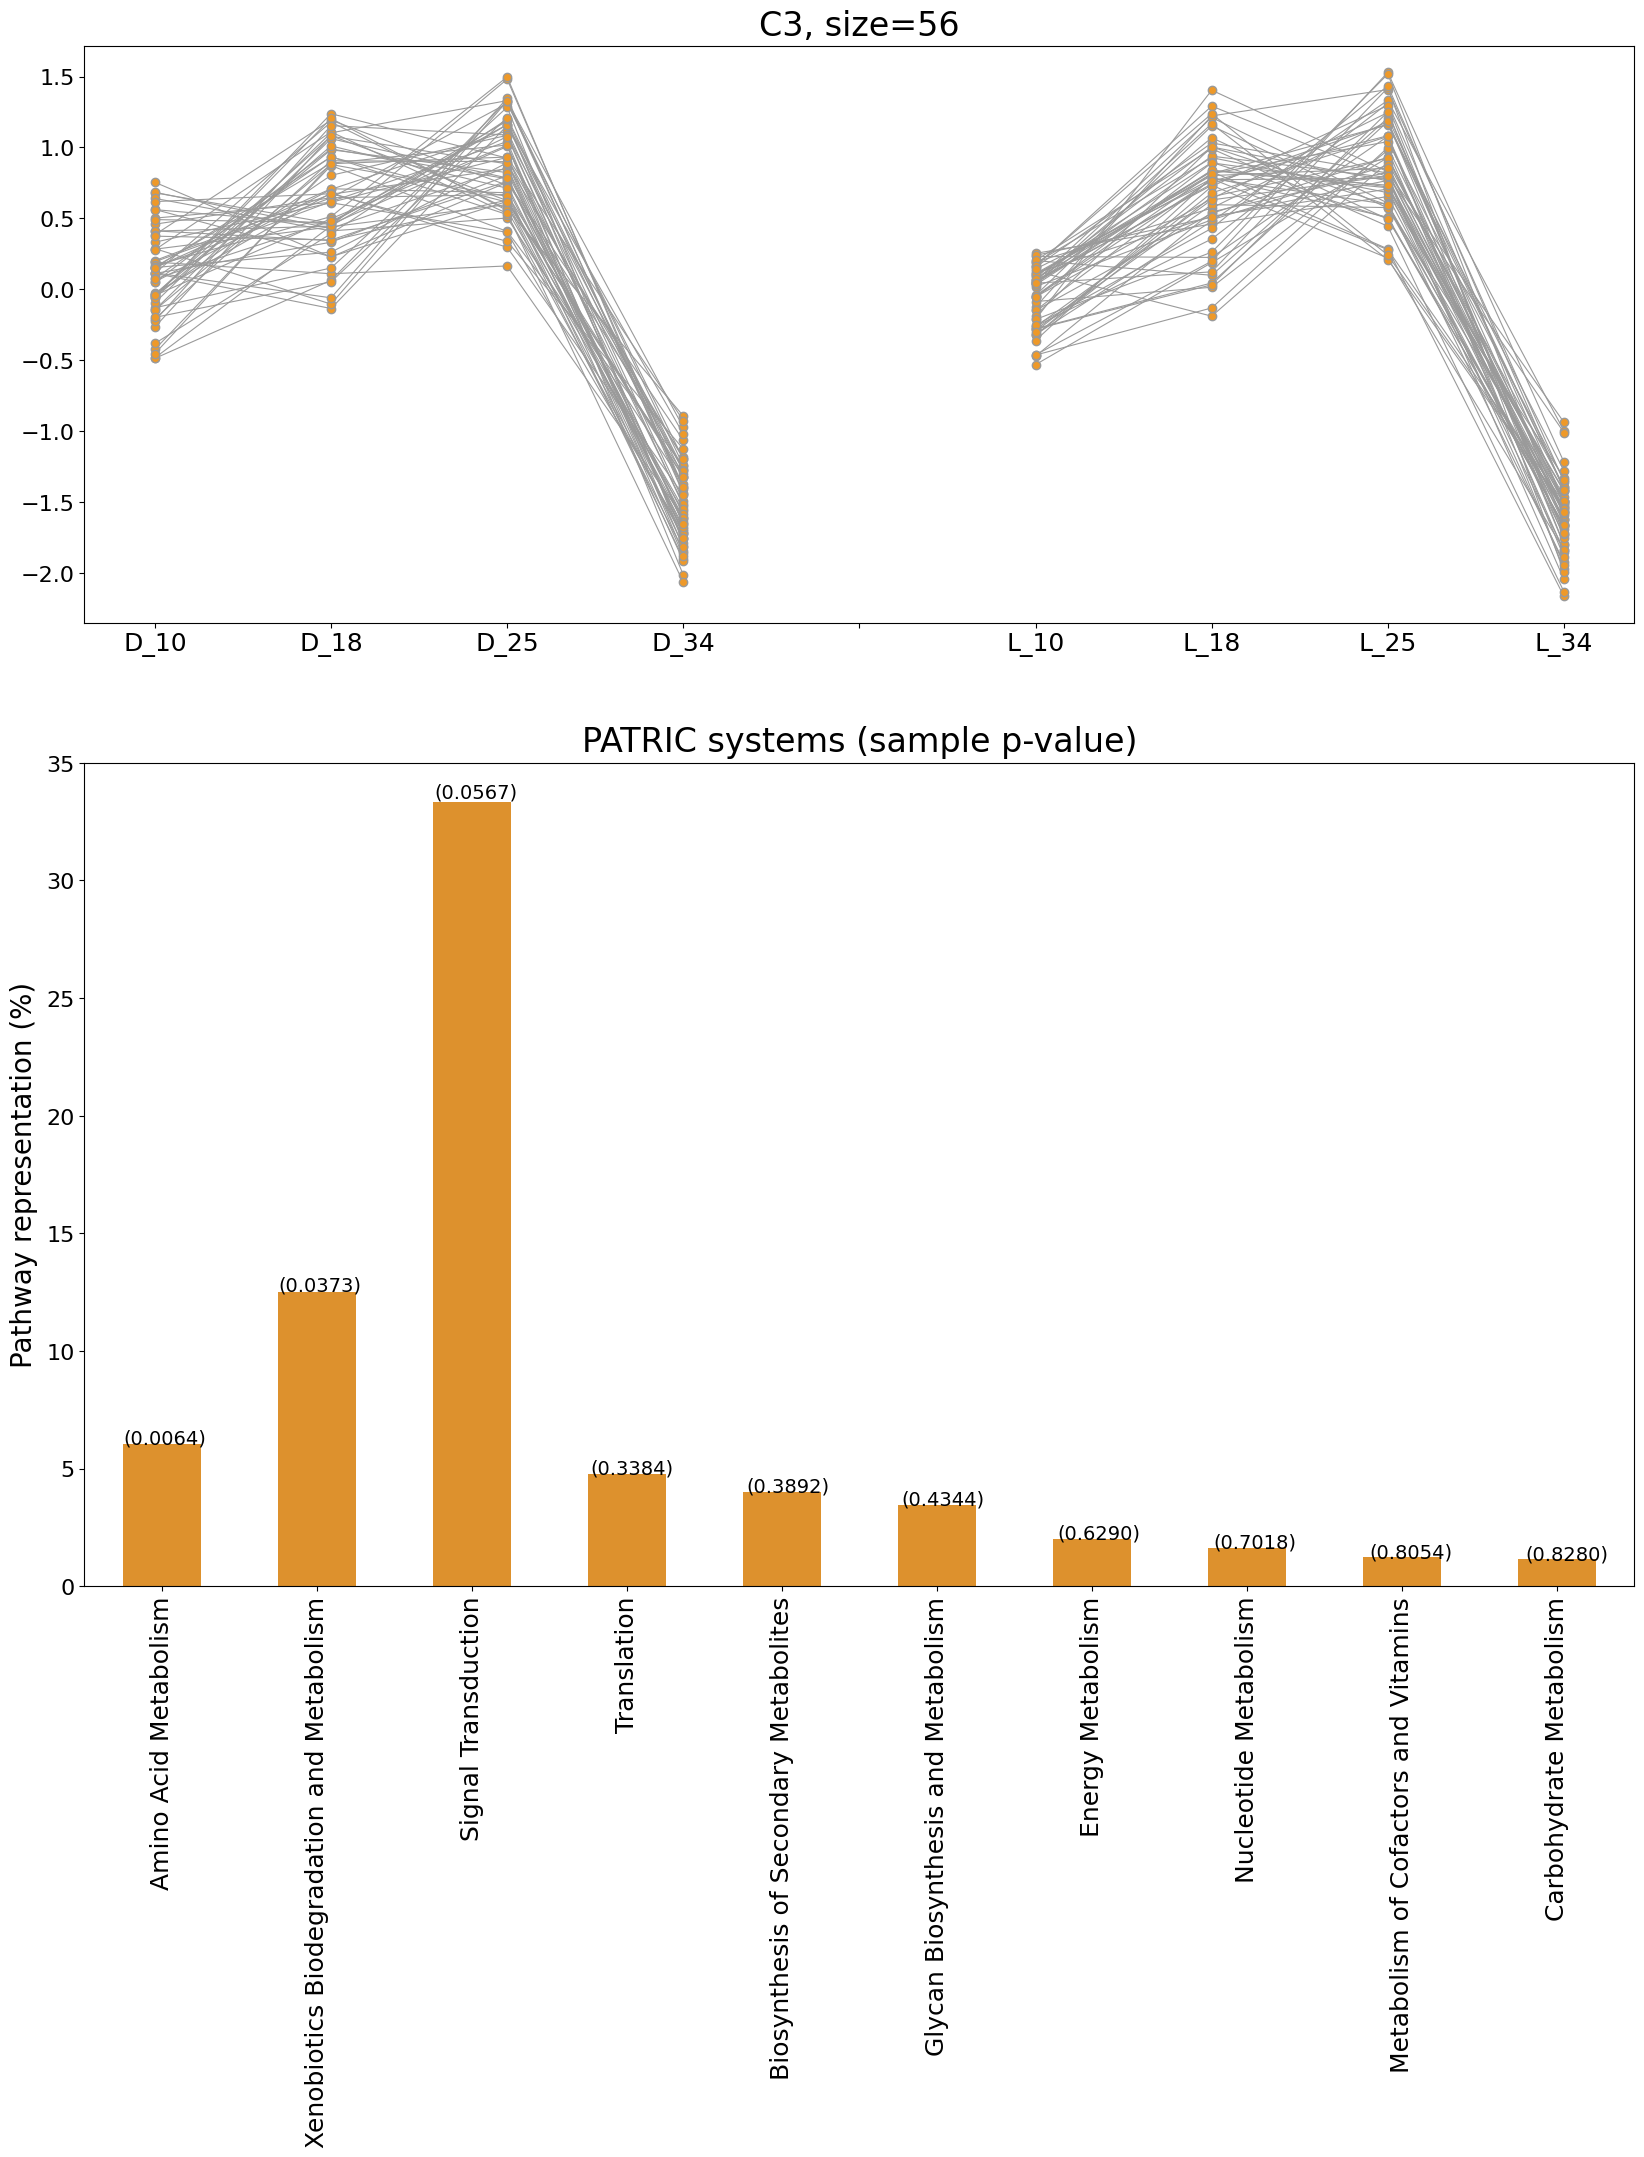 C3, size=56
1.5
1.0
0.5
0.0
−0.5
−1.0
−1.5
−2.0
D_10 D_18 D_25 D_34 L_10 L_18 L_25 L_34
PATRIC systems (sample p-value)
Pathway representation (%)
35
30
25
20
15
10
5
0
(0.0064)
(0.0373)
(0.0567)
(0.3384)
(0.3892)
(0.4344)
(0.6290)
(0.7018)
(0.8054)
(0.8280)
Amino Acid Metabolism
Xenobiotics Biodegradation and Metabolism
Signal Transduction
Translation
Biosynthesis of Secondary Metabolites
Glycan Biosynthesis and Metabolism
Energy Metabolism
Nucleotide Metabolism
Metabolism of Cofactors and Vitamins
Carbohydrate Metabolism